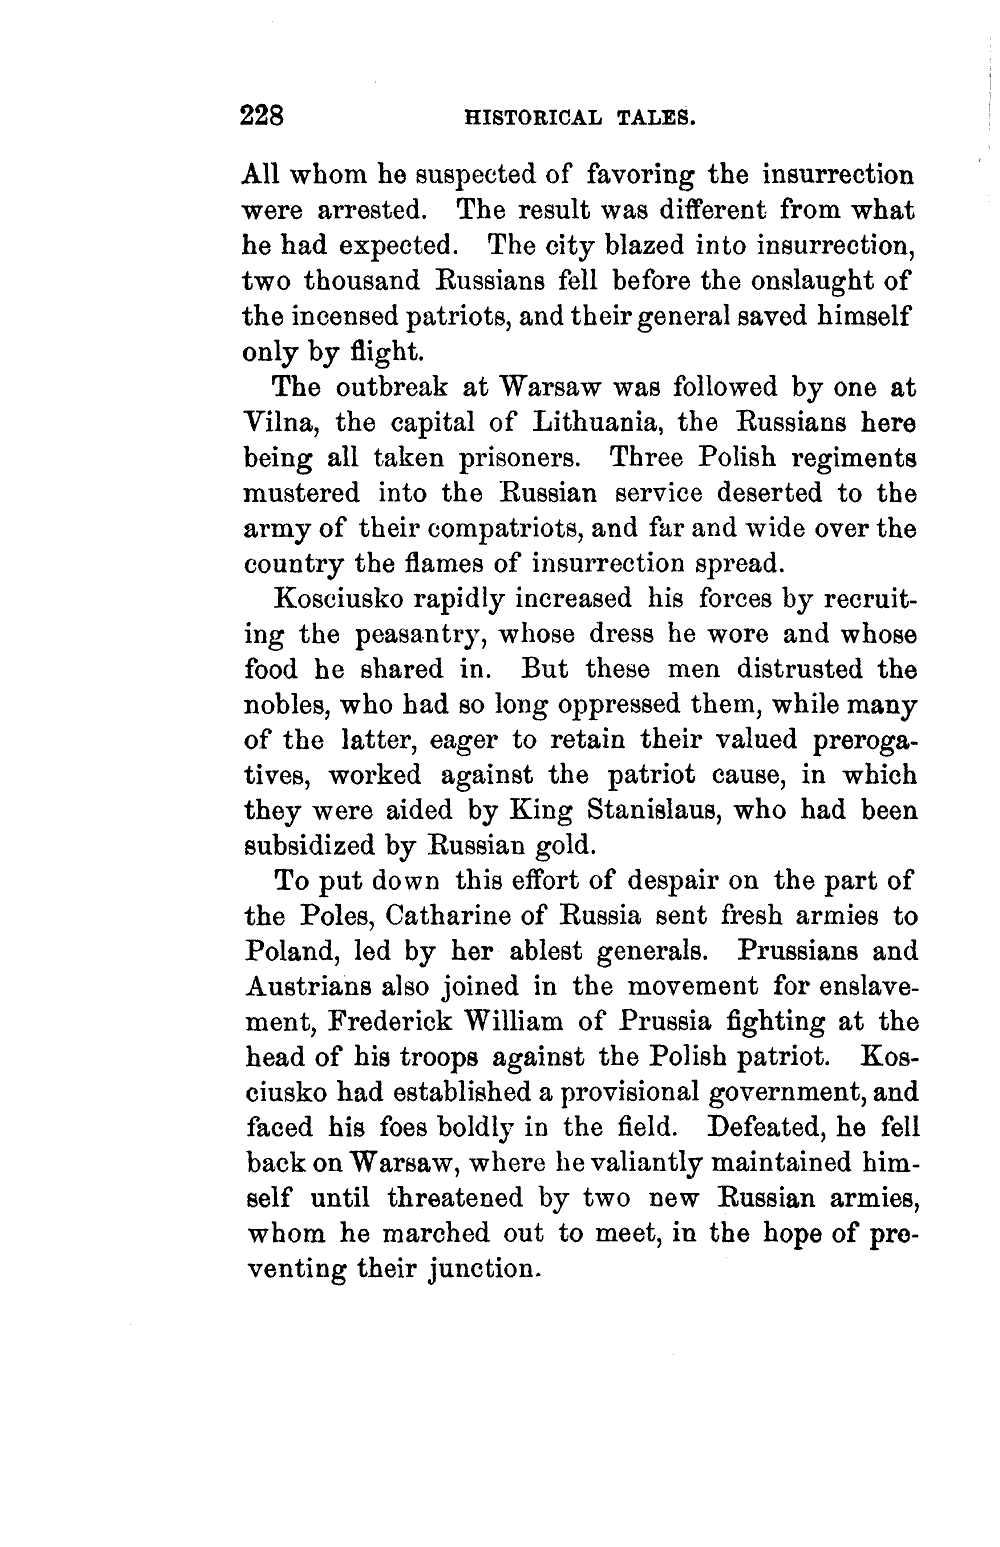 228 HISTORICAL TALES.
All whom he suspected of favoring the insurrection
were arrested. The result was different from what
he had expected. The city blazed into insurrection,
two thousand Russians fell before the onslaught of
the incensed patriots, and their general saved himself
only by flight.
The outbreak at Warsaw was followed by one at
Vilna, the capital of Lithuania, the Russians here
being all taken prisoners. Three Polish regiments
mustered into the Russian service deserted to the
army of their compatriots, and far and wide over the
country the flames of insurrection spread.
Kosciusko rapidly increased his forces by recruit-
ing the peasantry, whose dress he wore and whose
food he shared in. But these men distrusted the
nobles, who had so long oppressed them, while many
of the latter, eager to retain their valued preroga-
tives, worked against the patriot cause, in which
they were aided by King Stanislaus, who had been
subsidized by Russian gold.
To put down this effort of despair on the part of
the Poles, Catharine of Russia sent fresh armies to
Poland, led by her ablest generals. Prussians and
Austrians also joined in the movement for enslave-
ment, Frederick William of Prussia fighting at the
head of his troops against the Polish patriot. Kos-
ciusko had established a provisional government, and
faced his foes boldly in the field. Defeated, he fell
back on Warsaw, where he valiantly maintained him-
self until threatened by two new Russian armies,
whom he marched out to meet, in the hope of pre-
venting their junction.